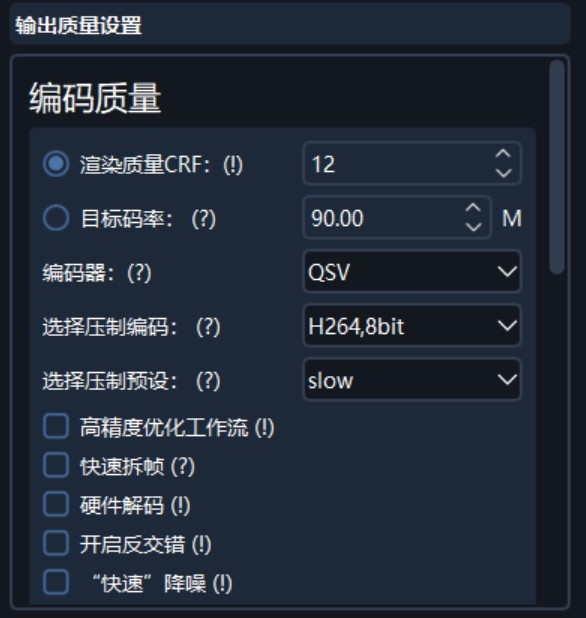 输出质量设置
编码质量
渲染质量CRF：(!) 12
目标码率： (?) 90.00 M
编码器：(?) QSV
选择压制编码： (?) H264,8bit
选择压制预设： (?) slow
高精度优化工作流 (!)
快速拆帧 (?)
硬件解码 (!)
开启反交错 (!)
“快速”降噪 (!)